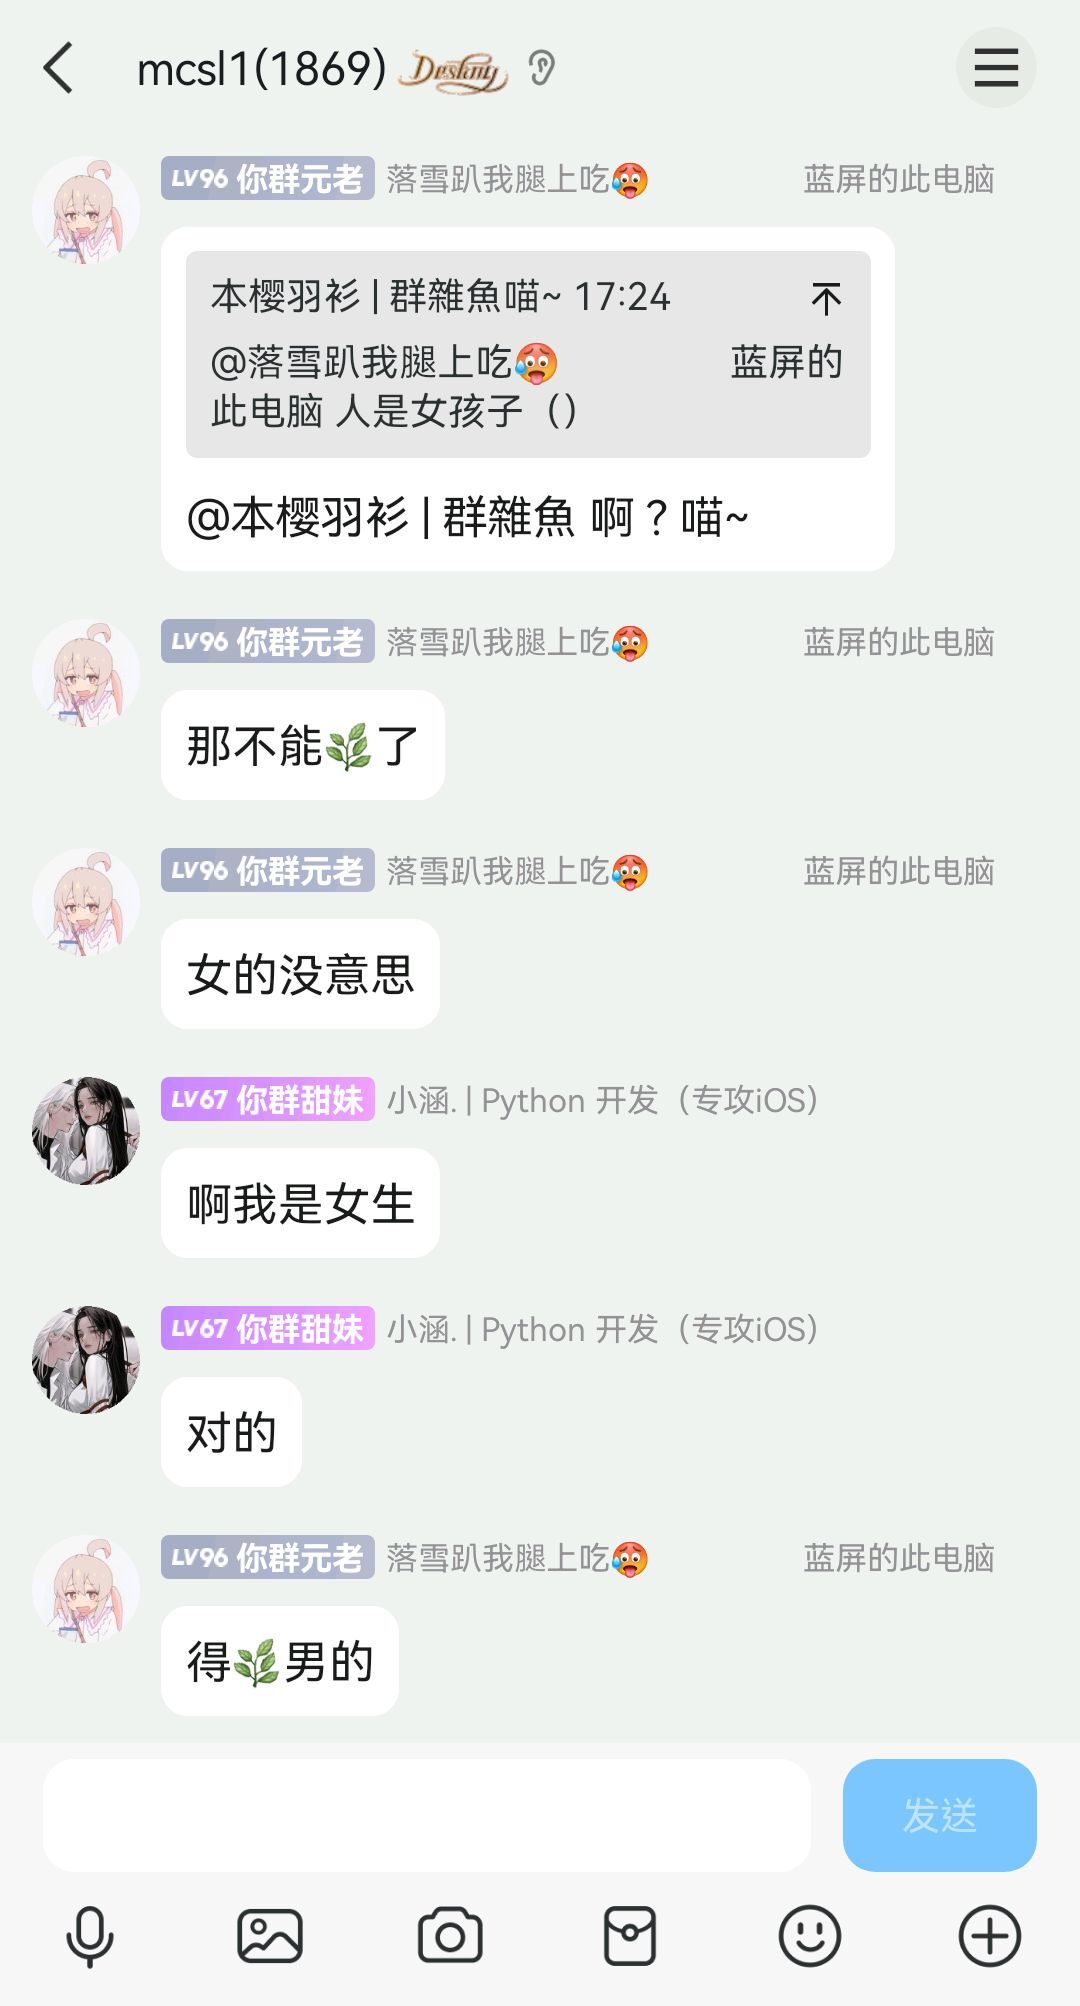 mcsl1(1869) Destiny
LV96 你群元老 落雪趴我腿上吃🥵 蓝屏的此电脑
本樱羽衫 | 群雜魚喵~ 17:24
@落雪趴我腿上吃🥵 蓝屏的
此电脑 人是女孩子（）
@本樱羽衫 | 群雜魚 啊？喵~
LV96 你群元老 落雪趴我腿上吃🥵 蓝屏的此电脑
那不能🌿了
LV96 你群元老 落雪趴我腿上吃🥵 蓝屏的此电脑
女的没意思
LV67 你群甜妹 小涵. | Python 开发（专攻iOS）
啊我是女生
LV67 你群甜妹 小涵. | Python 开发（专攻iOS）
对的
LV96 你群元老 落雪趴我腿上吃🥵 蓝屏的此电脑
得🌿男的
发送